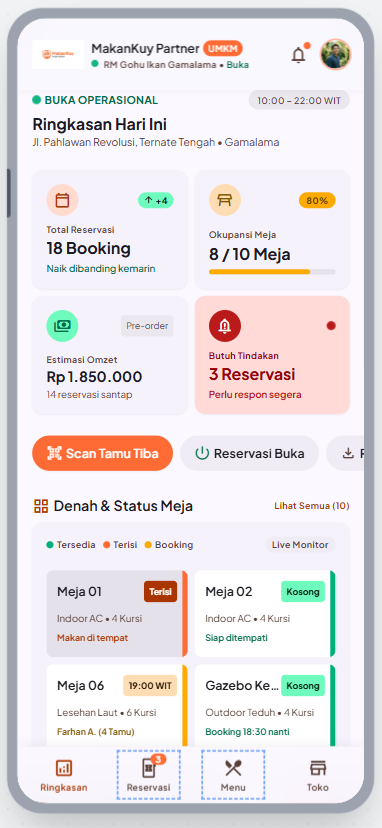 MakanKuy
MakanKuy Partner UMKM
RM Gohu Ikan Gamalama • Buka
BUKA OPERASIONAL
10:00 – 22:00 WIT
Ringkasan Hari Ini
Jl. Pahlawan Revolusi, Ternate Tengah • Gamalama
↑ +4
Total Reservasi
18 Booking
Naik dibanding kemarin
80%
Okupansi Meja
8 / 10 Meja
Pre-order
Estimasi Omzet
Rp 1.850.000
14 reservasi santap
Butuh Tindakan
3 Reservasi
Perlu respon segera
Scan Tamu Tiba
Reservasi Buka
Denah & Status Meja
Lihat Semua (10)
Tersedia
Terisi
Booking
Live Monitor
Meja 01
Terisi
Indoor AC • 4 Kursi
Makan di tempat
Meja 02
Kosong
Indoor AC • 4 Kursi
Siap ditempati
Meja 06
19:00 WIT
Lesehan Laut • 6 Kursi
Farhan A. (4 Tamu)
Gazebo Ke...
Kosong
Outdoor Teduh • 4 Kursi
Booking 18:30 nanti
Ringkasan
3
Reservasi
Menu
Toko